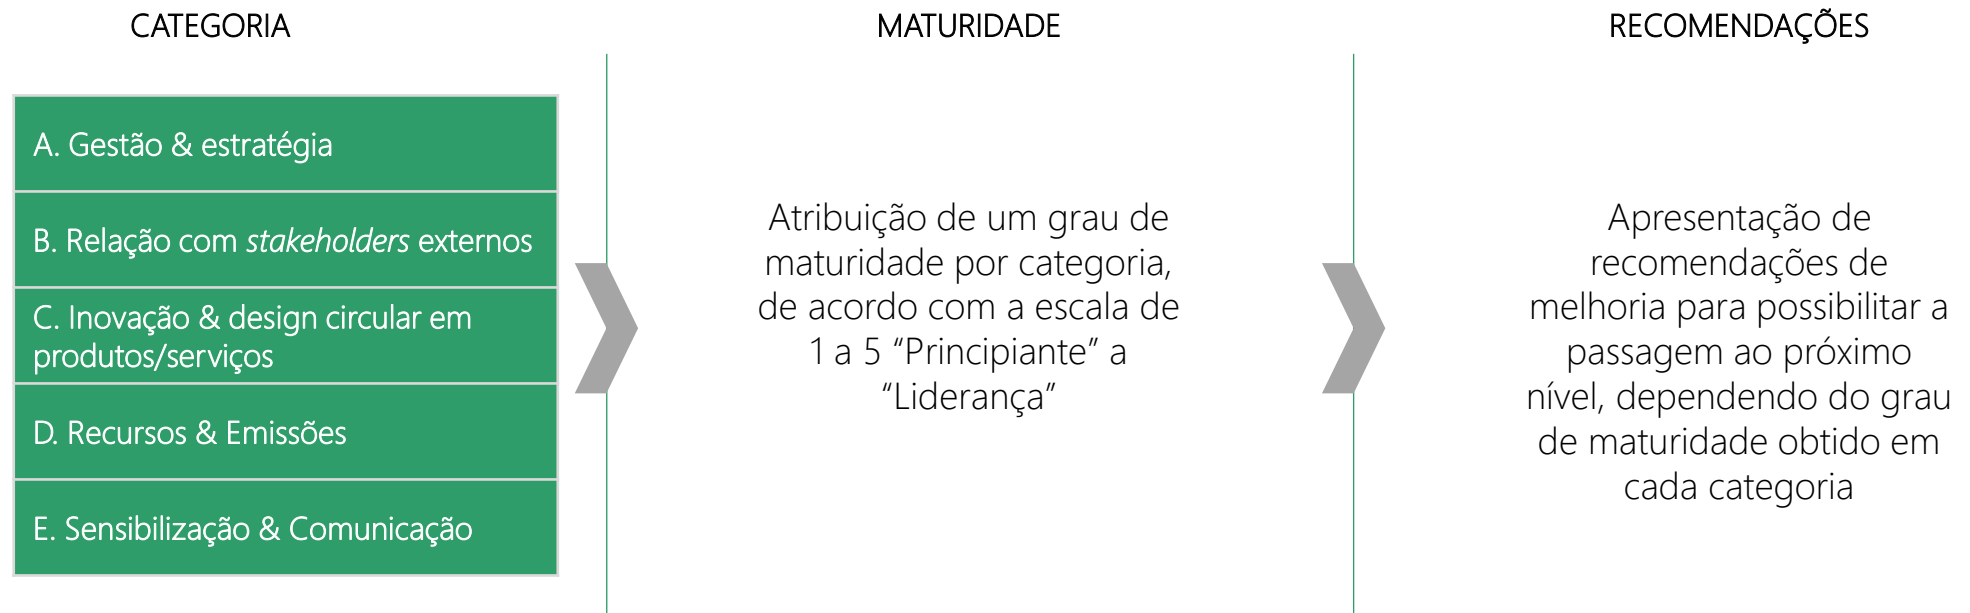 CATEGORIA
A. Gestão & estratégia
B. Relação com stakeholders externos
C. Inovação & design circular em
produtos/serviços
D. Recursos & Emissões
E. Sensibilização & Comunicação
MATURIDADE
Atribuição de um grau de
maturidade por categoria,
de acordo com a escala de
1 a 5 “Principiante” a
“Liderança”
RECOMENDAÇÕES
Apresentação de
recomendações de
melhoria para possibilitar a
passagem ao próximo
nível, dependendo do grau
de maturidade obtido em
cada categoria